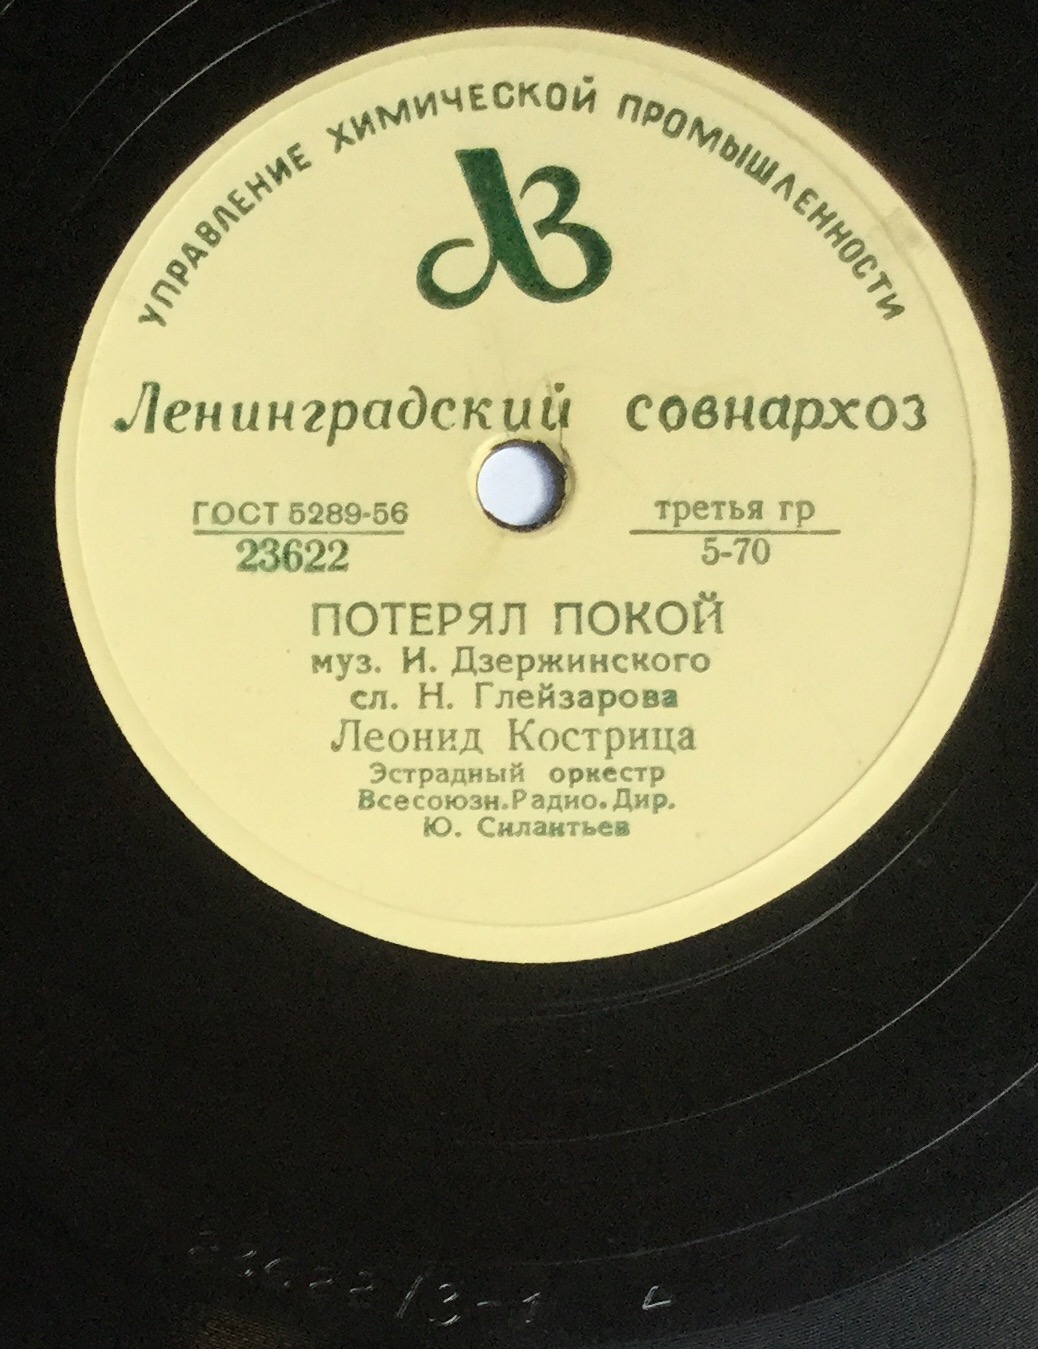 УПРАВЛЕНИЕ ХИМИЧЕСКОЙ ПРОМЫШЛЕННОСТИ
ЛЗ
Ленинградский совнархоз
ГОСТ 5289-56
23622
третья гр
5-70
ПОТЕРЯЛ ПОКОЙ
муз. И. Дзержинского
сл. Н. Глейзарова
Леонид Кострица
Эстрадный оркестр
Всесоюзн.Радио.Дир.
Ю. Силантьев